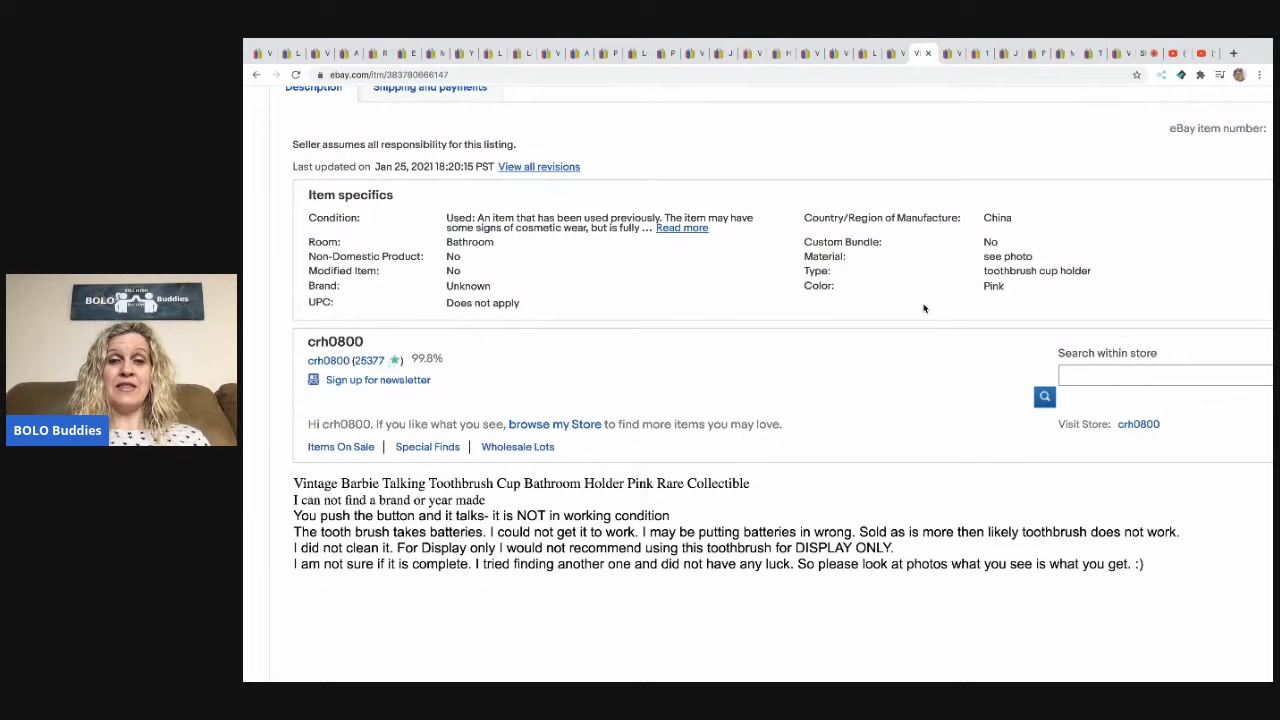 ebay.com/itm/383780666147
Description
Shipping and payments
eBay item number:
Seller assumes all responsibility for this listing.
Last updated on Jan 25, 2021 18:20:15 PST View all revisions
Item specifics
Condition: Used: An item that has been used previously. The item may have some signs of cosmetic wear, but is fully ... Read more
Country/Region of Manufacture: China
Room: Bathroom
Custom Bundle: No
Non-Domestic Product: No
Material: see photo
Modified Item: No
Type: toothbrush cup holder
Brand: Unknown
Color: Pink
UPC: Does not apply
crh0800
crh0800 (25377 ) 99.8%
Search within store
Sign up for newsletter
Hi crh0800. If you like what you see, browse my Store to find more items you may love.
Visit Store: crh0800
Items On Sale | Special Finds | Wholesale Lots
Vintage Barbie Talking Toothbrush Cup Bathroom Holder Pink Rare Collectible
I can not find a brand or year made
You push the button and it talks- it is NOT in working condition
The tooth brush takes batteries. I could not get it to work. I may be putting batteries in wrong. Sold as is more then likely toothbrush does not work.
I did not clean it. For Display only I would not recommend using this toothbrush for DISPLAY ONLY.
I am not sure if it is complete. I tried finding another one and did not have any luck. So please look at photos what you see is what you get. :)
BOLO Buddies
BOLO Buddies